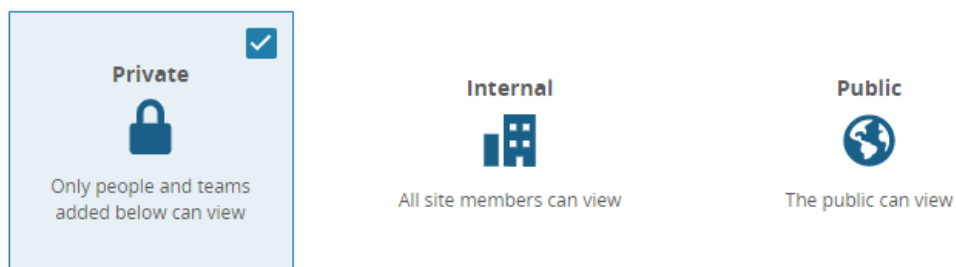 Private
Only people and teams
added below can view
Internal
All site members can view
Public
The public can view